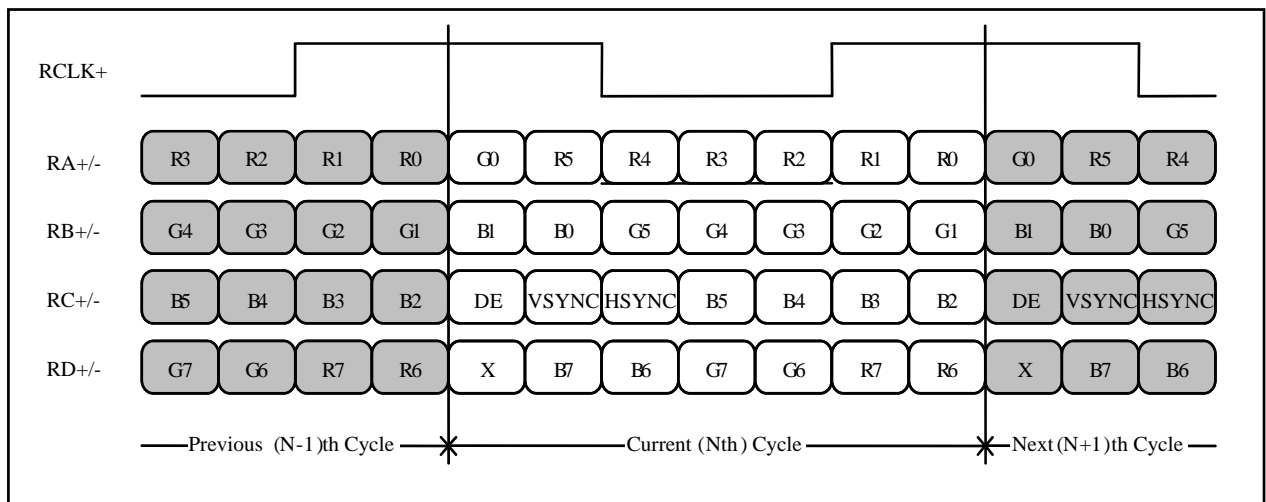 RCLK+
RA+/- R3 R2 R1 R0 G0 R5 R4 R3 R2 R1 R0 G0 R5 R4
RB+/- G4 G3 G2 G1 B1 B0 G5 G4 G3 G2 G1 B1 B0 G5
RC+/- B5 B4 B3 B2 DE VSYNC HSYNC B5 B4 B3 B2 DE VSYNC HSYNC
RD+/- G7 G6 R7 R6 X B7 B6 G7 G6 R7 R6 X B7 B6
Previous (N-1)th Cycle Current (Nth) Cycle Next (N+1)th Cycle